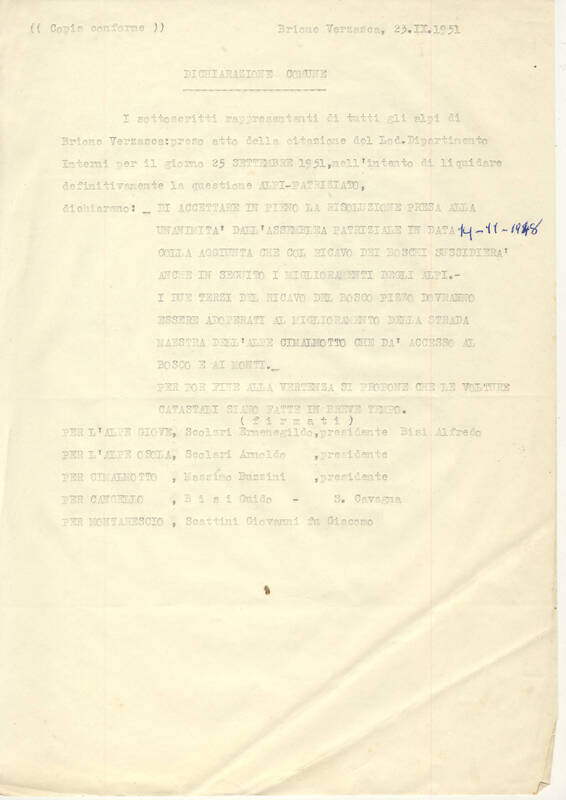 (( Copia conforme ))
Brione Verzasca, 23.IX.1951
DICHIARAZIONE COMUNE
I sottoscritti rappresentanti di tutti gli alpi di
Brione Verzasca:preso atto della citazione del Lod.Dipartimento
Interni per il giorno 25 SETTEMBRE 1951,nell'intento di liquidare
definitivamente la questione ALPI-PATRIZIATO,
dichiarano: _ DI ACCETTARE IN PIENO LA RISOLUZIONE PRESA ALLA
UNANIMITA' DALL'ASSEMBLEA PATRIZIALE IN DATA 14-11-1948
COLLA AGGIUNTA CHE COL RICAVO DEI BOSCHI SUSSIDIERA'
ANCHE IN SEGUITO I MIGLIORAMENTI DEGLI ALPI.-
I DUE TERZI DEL RICAVO DEL BOSCO PIZZO DOVRANNO
ESSERE ADOPERATI AL MIGLIORAMENTO DELLA STRADA
MAESTRA DELL'ALPE CIMALMOTTO CHE DA' ACCESSO AL
BOSCO E AI MONTI._
PER POR FINE ALLA VERTENZA SI PROPONE CHE LE VOLTURE
CATASTALI SIANO FATTE IN BREVE TEMPO.
( f i r m a t i )
PER L'ALPE GIOVE, Scolari Ermenegildo,presidente Bisi Alfredo
PER L'ALPE OSOLA, Scolari Arnoldo ,presidente
PER CIMALMOTTO , Massimo Buzzini ,presidente
PER CANGELLO , B i s i Guido - S. Cavagna
PER MONTARESCIO , Scattini Giovanni fu Giacomo